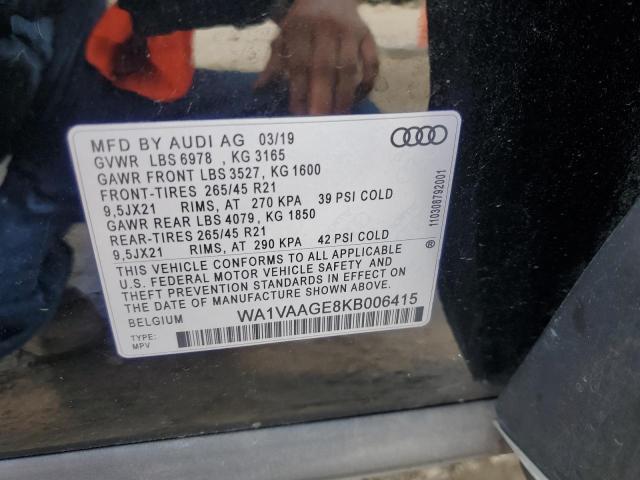 MFD BY AUDI AG 03/19
GVWR LBS 6978 , KG 3165
GAWR FRONT LBS 3527, KG 1600
FRONT-TIRES 265/45 R21
9,5JX21 RIMS, AT 270 KPA 39 PSI COLD
GAWR REAR LBS 4079, KG 1850
REAR-TIRES 265/45 R21
9,5JX21 RIMS, AT 290 KPA 42 PSI COLD
THIS VEHICLE CONFORMS TO ALL APPLICABLE
U.S. FEDERAL MOTOR VEHICLE SAFETY AND
THEFT PREVENTION STANDARDS IN EFFECT ON
THE DATE OF MANUFACTURE SHOWN ABOVE.
BELGIUM WA1VAAGE8KB006415
TYPE:
MPV
110308792001
®